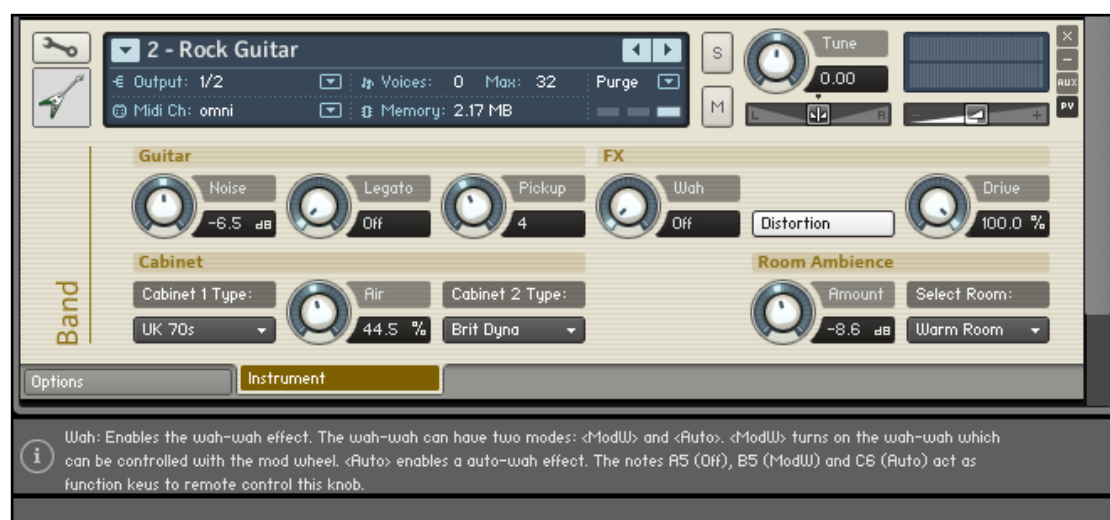 2 - Rock Guitar
Output: 1/2 Voices: 0 Max: 32 Purge
Midi Ch: omni Memory: 2.17 MB
S
M
Tune
0.00
L R
- +
×
-
AUX
PV
Guitar FX
Noise Legato Pickup Wah Drive
-6.5 dB Off 4 Off Distortion 100.0 %
Cabinet Room Ambience
Cabinet 1 Type: Air Cabinet 2 Type: Amount Select Room:
UK 70s 44.5 % Brit Dyna -8.6 dB Warm Room
Band
Options Instrument
i
Wah: Enables the wah-wah effect. The wah-wah can have two modes: <ModW> and <Auto>. <ModW> turns on the wah-wah which
can be controlled with the mod wheel. <Auto> enables a auto-wah effect. The notes A5 (Off), B5 (ModW) and C6 (Auto) act as
function keys to remote control this knob.